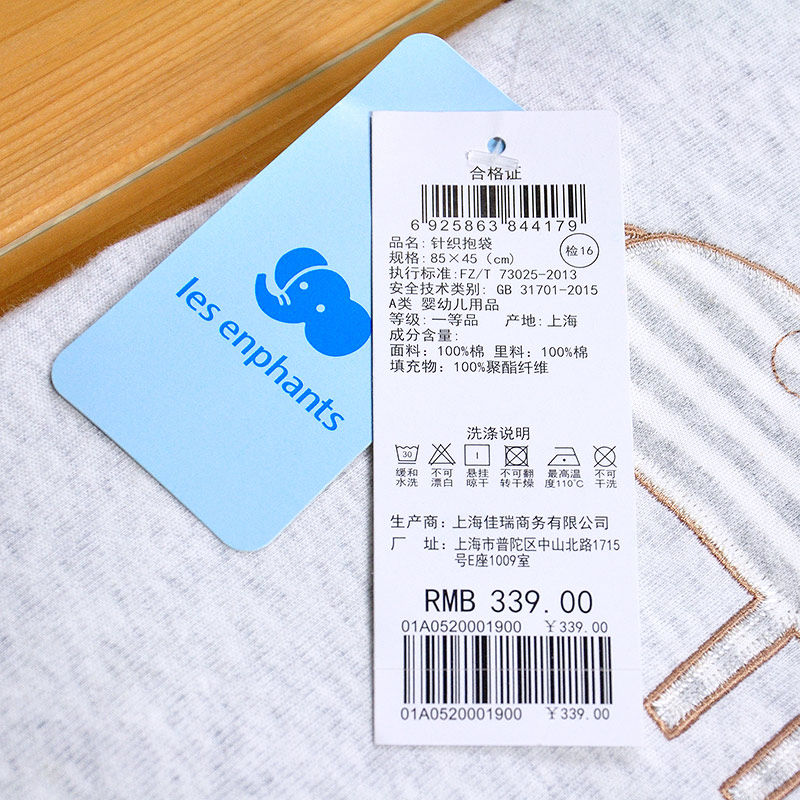 les enphants
合格证
6 925863 844179
品名: 针织抱袋
规格: 85×45 (cm)
检16
执行标准:FZ/T 73025-2013
安全技术类别: GB 31701-2015
A类 婴幼儿用品
等级: 一等品 产地: 上海
成分含量:
面料: 100%棉 里料: 100%棉
填充物: 100%聚酯纤维
洗涤说明
30
缓和水洗 不可漂白 悬挂晾干 不可翻转干燥 最高温度110℃ 不可干洗
生产商: 上海佳瑞商务有限公司
厂 址: 上海市普陀区中山北路1715
号E座1009室
RMB 339.00
01A0520001900 ￥339.00
01A0520001900 ￥339.00